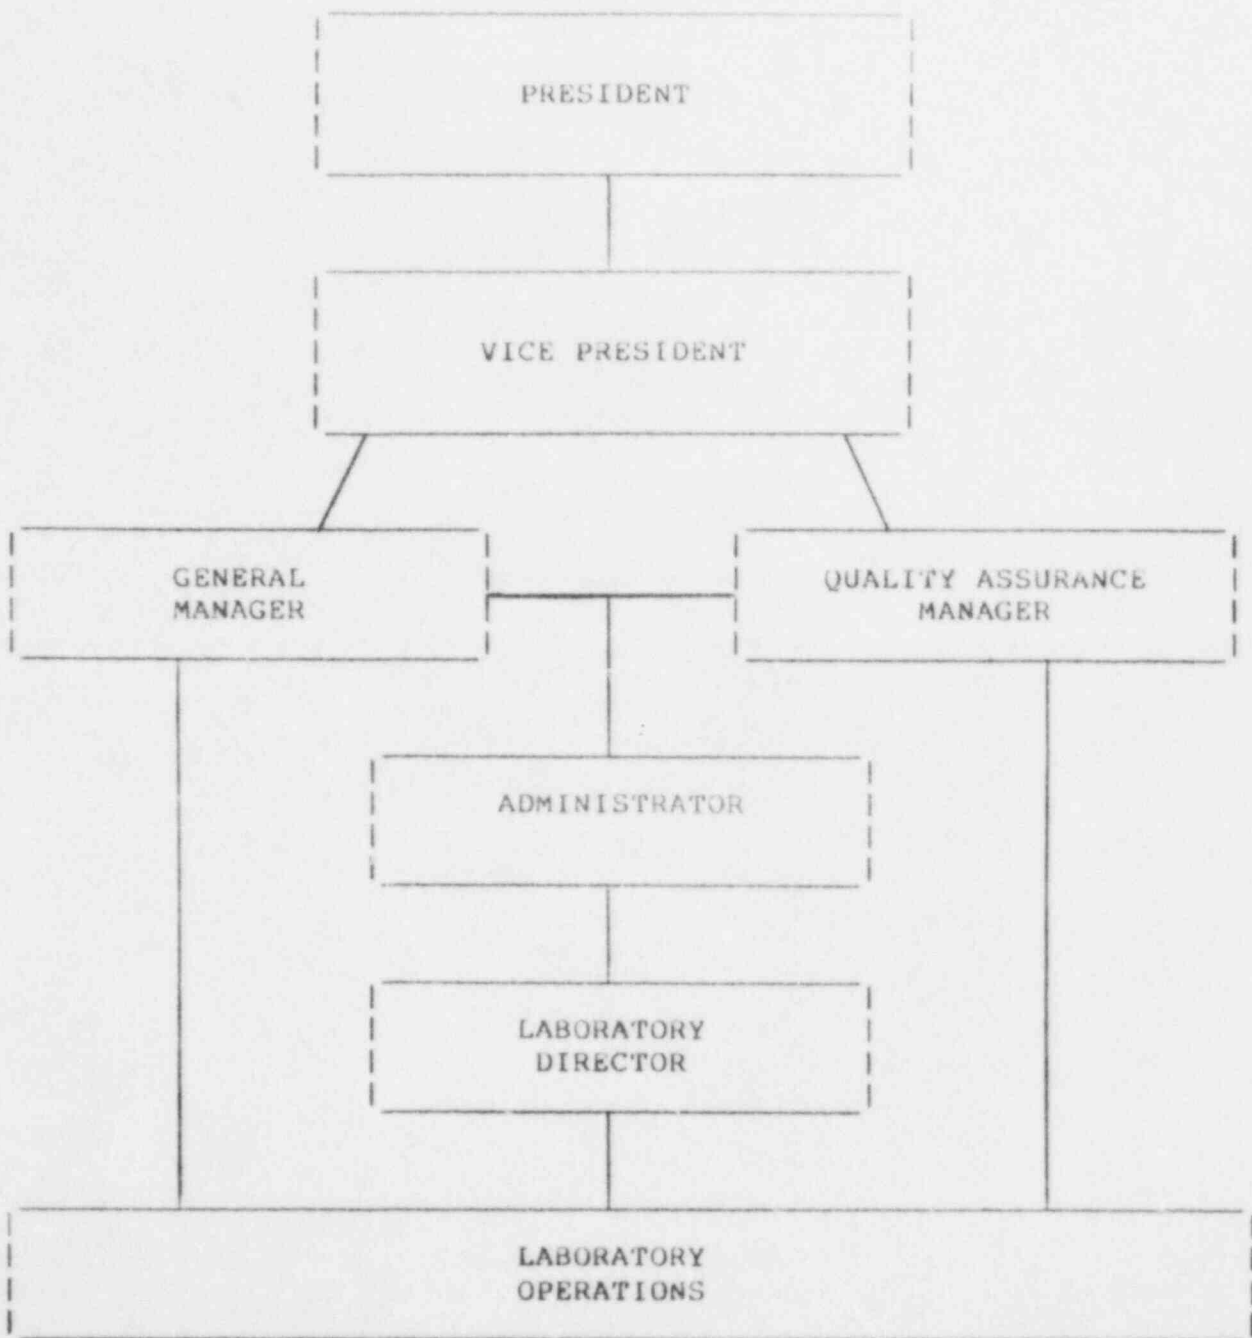 PRESIDENT
VICE PRESIDENT
GENERAL
MANAGER
QUALITY ASSURANCE
MANAGER
ADMINISTRATOR
LABORATORY
DIRECTOR
LABORATORY
OPERATIONS